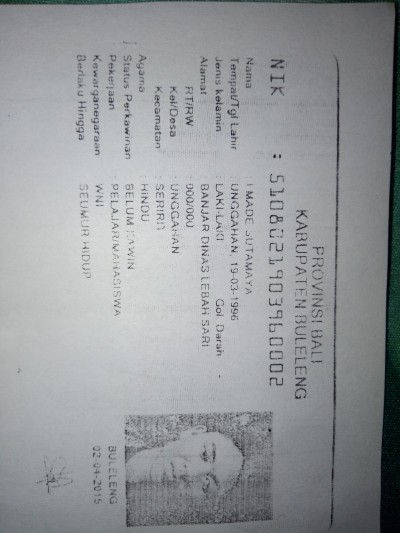 PROVINSI BALI
KABUPATEN BULELENG
NIK : 5108021903960002
Nama : I MADE SUTAMAYA
Tempat/Tgl Lahir : UNGGAHAN, 19-03-1996
Jenis kelamin : LAKI-LAKI Gol Darah -
Alamat : BANJAR DINAS LEBAH SARI
RT/RW : 000/000
Kel/Desa : UNGGAHAN
Kecamatan : SERIRIT
Agama : HINDU
Status Perkawinan : BELUM KAWIN
Pekerjaan : PELAJAR/MAHASISWA
Kewarganegaraan : WNI
Berlaku Hingga : SEUMUR HIDUP
BULELENG
02-04-2015